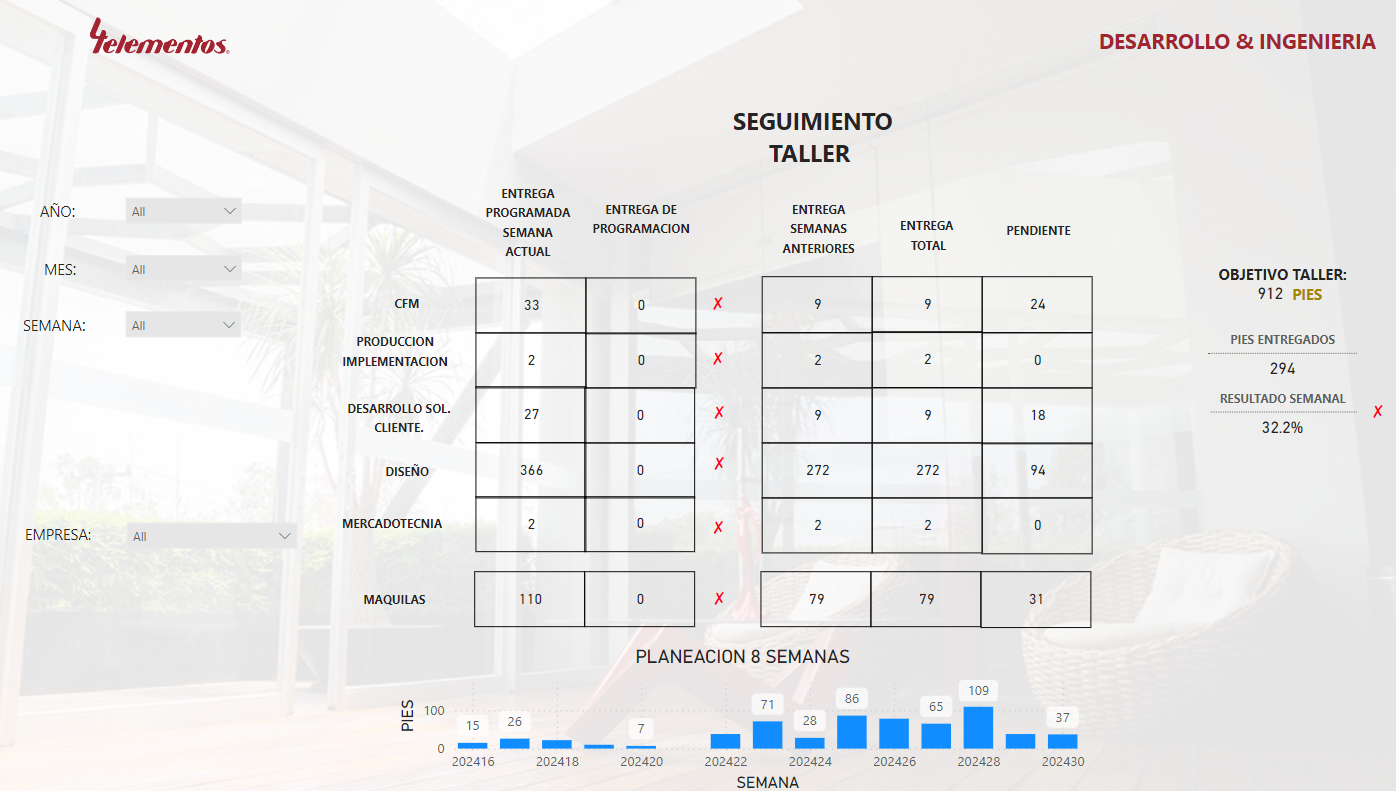 4elementos®
DESARROLLO & INGENIERIA
SEGUIMIENTO
TALLER
AÑO:
All
MES:
All
SEMANA:
All
EMPRESA:
All
ENTREGA
PROGRAMADA
SEMANA
ACTUAL
ENTREGA DE
PROGRAMACION
ENTREGA
SEMANAS
ANTERIORES
ENTREGA
TOTAL
PENDIENTE
CFM
33 0 ✗ 9 9 24
PRODUCCION
IMPLEMENTACION
2 0 ✗ 2 2 0
DESARROLLO SOL.
CLIENTE.
27 0 ✗ 9 9 18
DISEÑO
366 0 ✗ 272 272 94
MERCADOTECNIA
2 0 ✗ 2 2 0
MAQUILAS
110 0 ✗ 79 79 31
OBJETIVO TALLER:
912 PIES
PIES ENTREGADOS
294
RESULTADO SEMANAL
32.2% ✗
PLANEACION 8 SEMANAS
PIES
100
0
15 26 7 71 28 86 65 109 37
202416 202418 202420 202422 202424 202426 202428 202430
SEMANA